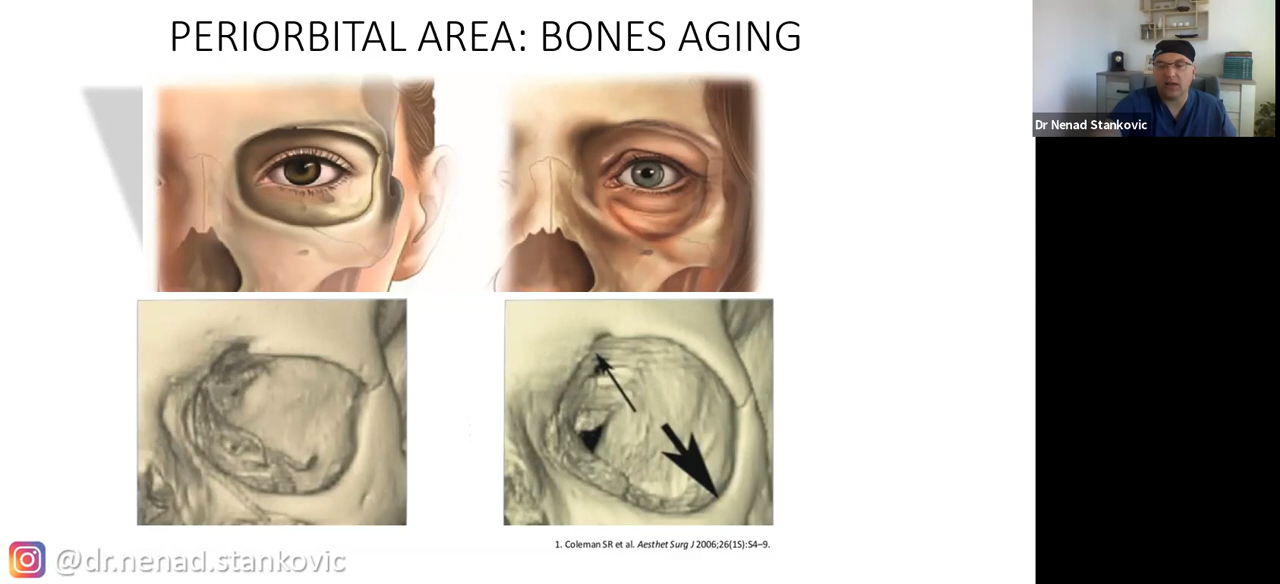 PERIORBITAL AREA: BONES AGING
Dr Nenad Stankovic
1. Coleman SR et al. Aesthet Surg J 2006;26(1S):S4–9.
@dr.nenad.stankovic